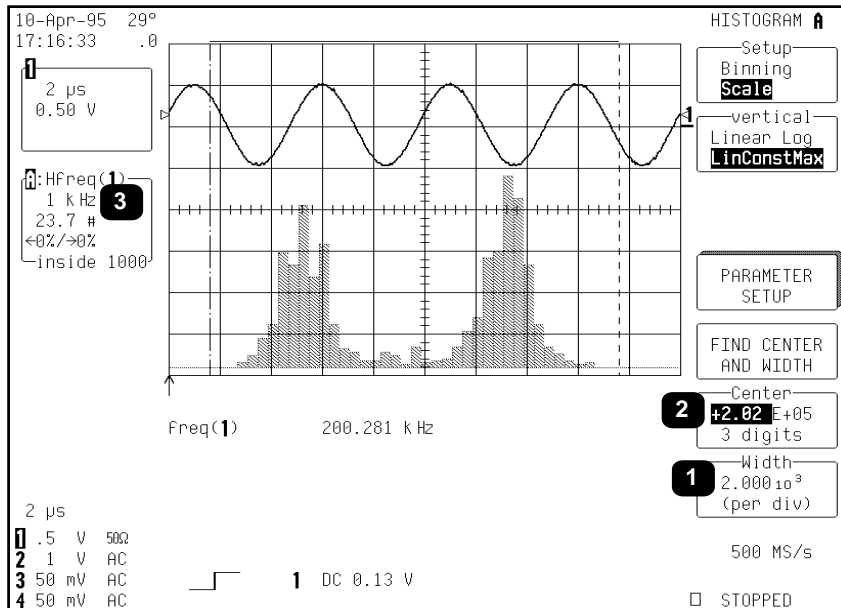 10-Apr-95 29°
17:16:33 .0
HISTOGRAM A
1
2 µs
0.50 V
A:Hfreq(1)
1 kHz
23.7 #
←0%/→0%
inside 1000
3
1
Setup
Binning
Scale
vertical
Linear Log
LinConstMax
PARAMETER
SETUP
FIND CENTER
AND WIDTH
2
Center
+2.02 E+05
3 digits
1
Width
2.000 10³
(per div)
freq(1) 200.281 kHz
2 µs
1 .5 V 50Ω
2 1 V AC
3 50 mV AC
4 50 mV AC
1 DC 0.13 V
500 MS/s
□ STOPPED